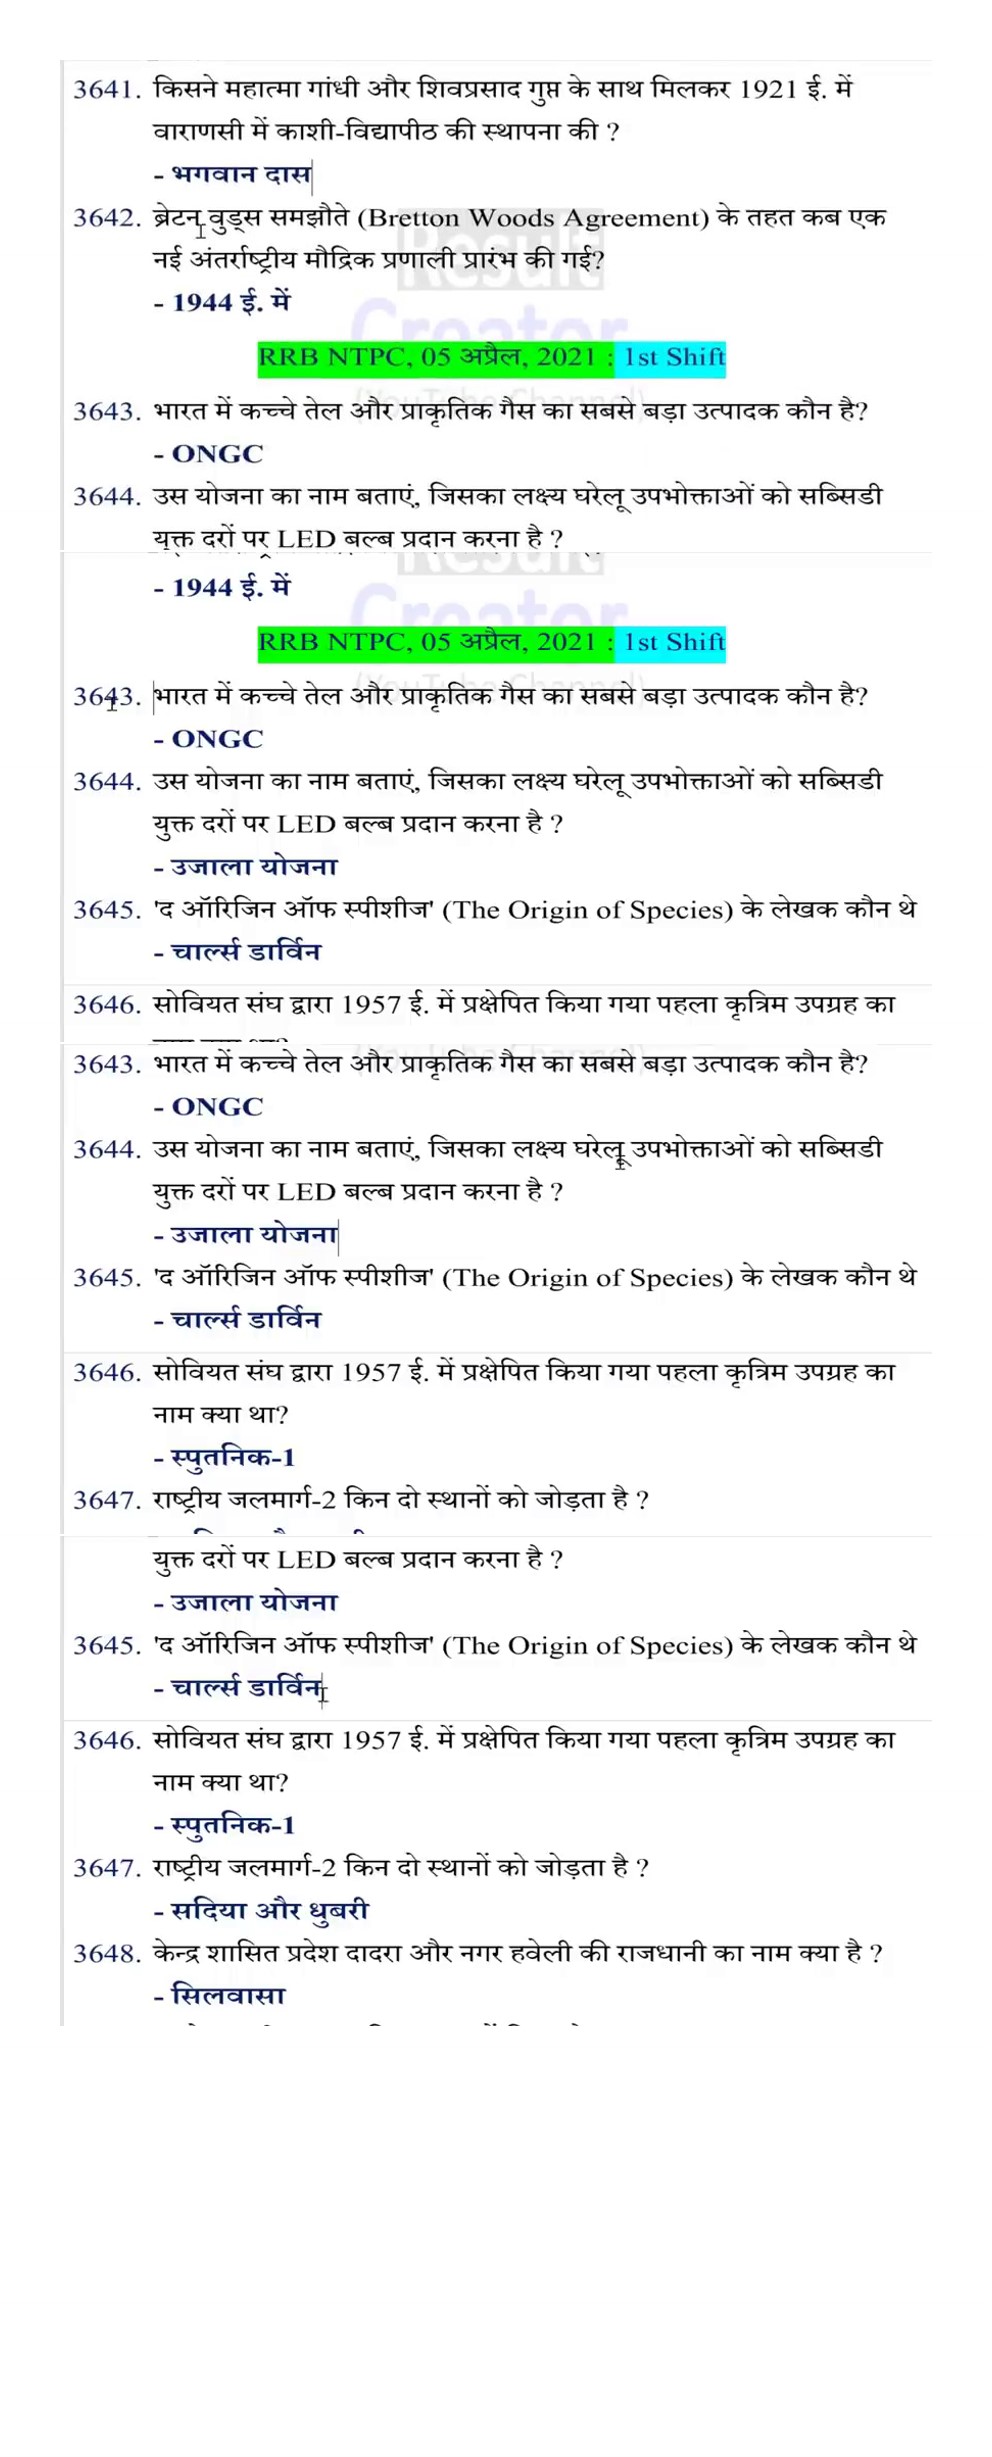 3641. किसने महात्मा गांधी और शिवप्रसाद गुप्त के साथ मिलकर 1921 ई. में
वाराणसी में काशी-विद्यापीठ की स्थापना की ?
- भगवान दास
3642. ब्रेटन वुड्स समझौते (Bretton Woods Agreement) के तहत कब एक
नई अंतर्राष्ट्रीय मौद्रिक प्रणाली प्रारंभ की गई?
Result
- 1944 ई. में
Creator
RRB NTPC, 05 अप्रैल, 2021 : 1st Shift
(YouTube Channel)
3643. भारत में कच्चे तेल और प्राकृतिक गैस का सबसे बड़ा उत्पादक कौन है?
- ONGC
3644. उस योजना का नाम बताएं, जिसका लक्ष्य घरेलू उपभोक्ताओं को सब्सिडी
युक्त दरों पर LED बल्ब प्रदान करना है ?
Result
- 1944 ई. में
Creator
RRB NTPC, 05 अप्रैल, 2021 : 1st Shift
(YouTube Channel)
3643. भारत में कच्चे तेल और प्राकृतिक गैस का सबसे बड़ा उत्पादक कौन है?
- ONGC
3644. उस योजना का नाम बताएं, जिसका लक्ष्य घरेलू उपभोक्ताओं को सब्सिडी
युक्त दरों पर LED बल्ब प्रदान करना है ?
- उजाला योजना
3645. 'द ऑरिजिन ऑफ स्पीशीज' (The Origin of Species) के लेखक कौन थे
- चार्ल्स डार्विन
3646. सोवियत संघ द्वारा 1957 ई. में प्रक्षेपित किया गया पहला कृत्रिम उपग्रह का
(YouTube Channel)
3643. भारत में कच्चे तेल और प्राकृतिक गैस का सबसे बड़ा उत्पादक कौन है?
- ONGC
3644. उस योजना का नाम बताएं, जिसका लक्ष्य घरेलू उपभोक्ताओं को सब्सिडी
युक्त दरों पर LED बल्ब प्रदान करना है ?
- उजाला योजना
3645. 'द ऑरिजिन ऑफ स्पीशीज' (The Origin of Species) के लेखक कौन थे
- चार्ल्स डार्विन
3646. सोवियत संघ द्वारा 1957 ई. में प्रक्षेपित किया गया पहला कृत्रिम उपग्रह का
नाम क्या था?
- स्पुतनिक-1
3647. राष्ट्रीय जलमार्ग-2 किन दो स्थानों को जोड़ता है ?
युक्त दरों पर LED बल्ब प्रदान करना है ?
- उजाला योजना
3645. 'द ऑरिजिन ऑफ स्पीशीज' (The Origin of Species) के लेखक कौन थे
- चार्ल्स डार्विन
3646. सोवियत संघ द्वारा 1957 ई. में प्रक्षेपित किया गया पहला कृत्रिम उपग्रह का
नाम क्या था?
- स्पुतनिक-1
3647. राष्ट्रीय जलमार्ग-2 किन दो स्थानों को जोड़ता है ?
- सदिया और धुबरी
3648. केन्द्र शासित प्रदेश दादरा और नगर हवेली की राजधानी का नाम क्या है ?
- सिलवासा